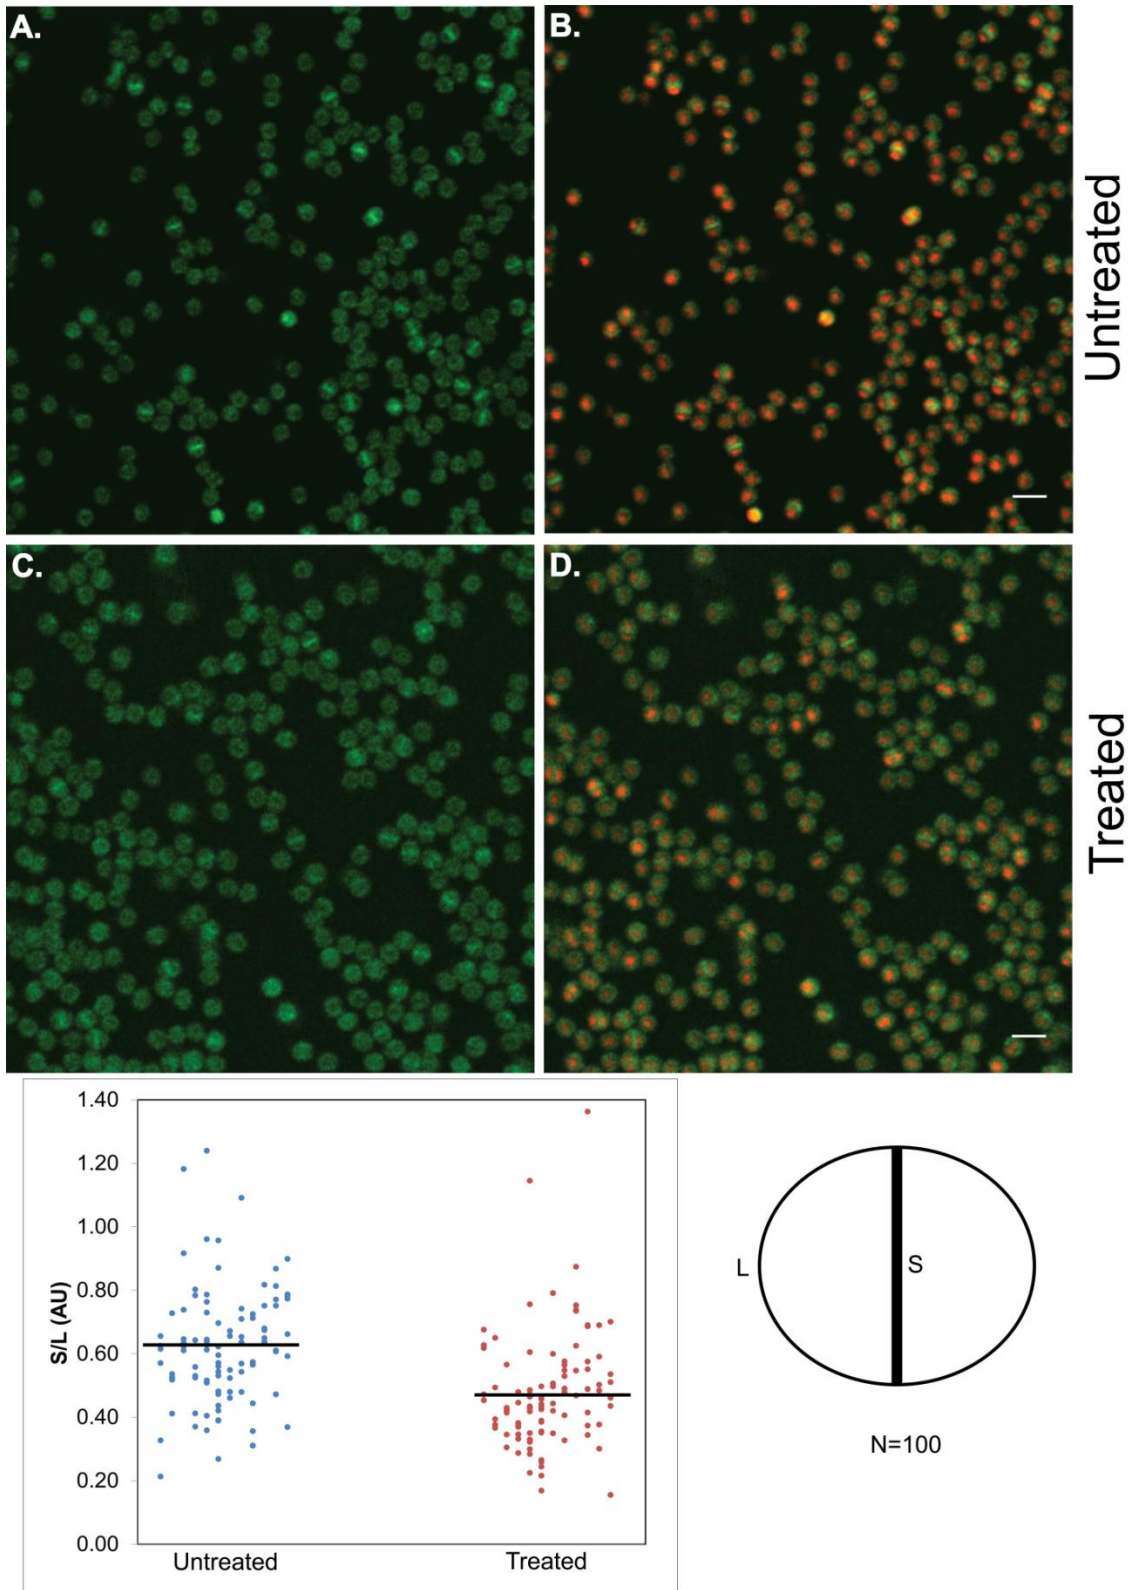 A.
B.
Untreated
C.
D.
Treated
1.40
1.20
1.00
0.80
0.60
0.40
0.20
0.00
S/L (AU)
Untreated
Treated
L
S
N=100